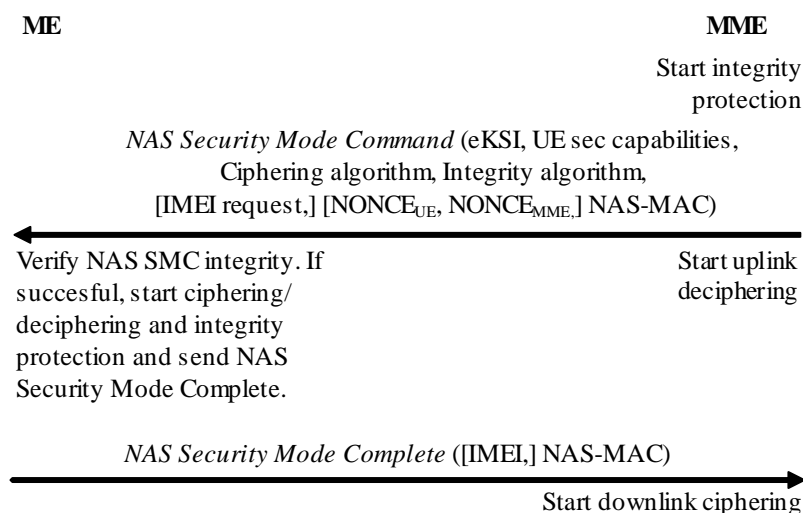 ME
MME
Start integrity
protection
NAS Security Mode Command (eKSI, UE sec capabilities,
Ciphering algorithm, Integrity algorithm,
[IMEI request,] [NONCEUE, NONCEMME,] NAS-MAC)
Verify NAS SMC integrity. If
succesful, start ciphering/
deciphering and integrity
protection and send NAS
Security Mode Complete.
Start uplink
deciphering
NAS Security Mode Complete ([IMEI,] NAS-MAC)
Start downlink ciphering